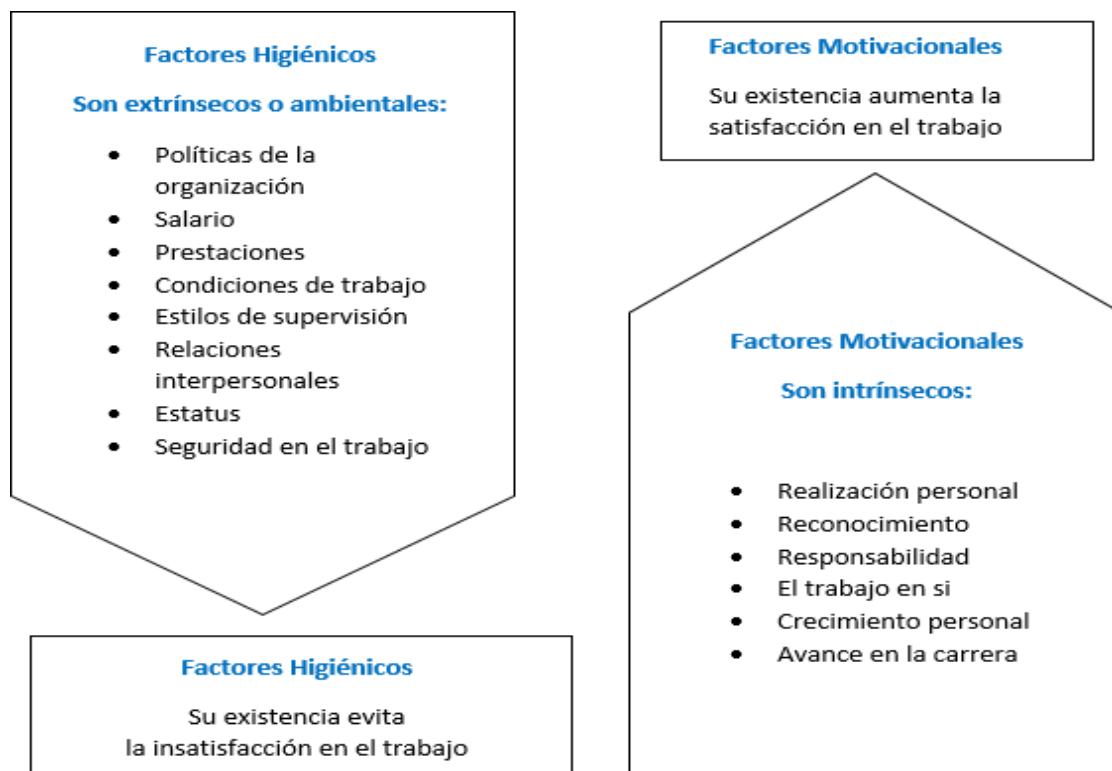 Factores Higiénicos
Son extrínsecos o ambientales:
• Políticas de la
organización
• Salario
• Prestaciones
• Condiciones de trabajo
• Estilos de supervisión
• Relaciones
interpersonales
• Estatus
• Seguridad en el trabajo
Factores Higiénicos
Su existencia evita
la insatisfacción en el trabajo
Factores Motivacionales
Su existencia aumenta la
satisfacción en el trabajo
Factores Motivacionales
Son intrínsecos:
• Realización personal
• Reconocimiento
• Responsabilidad
• El trabajo en si
• Crecimiento personal
• Avance en la carrera